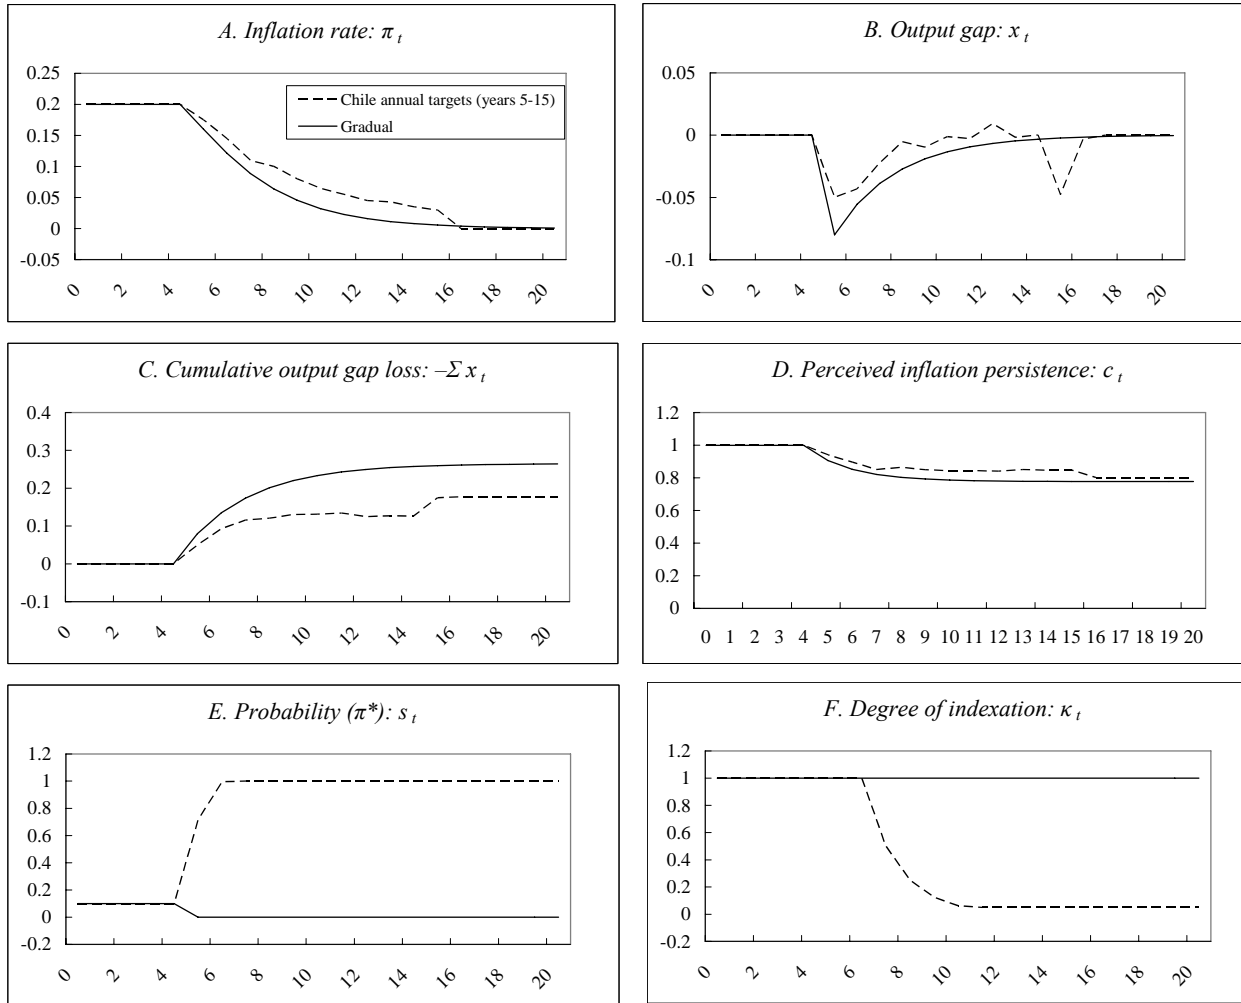 A. Inflation rate: π t
0.25
0.2
0.15
0.1
0.05
0
-0.05
0 2 4 6 8 10 12 14 16 18 20
Chile annual targets (years 5-15)
Gradual
B. Output gap: x t
0.05
0
-0.05
-0.1
0 2 4 6 8 10 12 14 16 18 20
C. Cumulative output gap loss: –Σ x t
0.4
0.3
0.2
0.1
0
-0.1
0 2 4 6 8 10 12 14 16 18 20
D. Perceived inflation persistence: c t
1.2
1
0.8
0.6
0.4
0.2
0
0 1 2 3 4 5 6 7 8 9 10 11 12 13 14 15 16 17 18 19 20
E. Probability (π*): s t
1.2
1
0.8
0.6
0.4
0.2
0
-0.2
0 2 4 6 8 10 12 14 16 18 20
F. Degree of indexation: κ t
1.2
1
0.8
0.6
0.4
0.2
0
-0.2
0 2 4 6 8 10 12 14 16 18 20